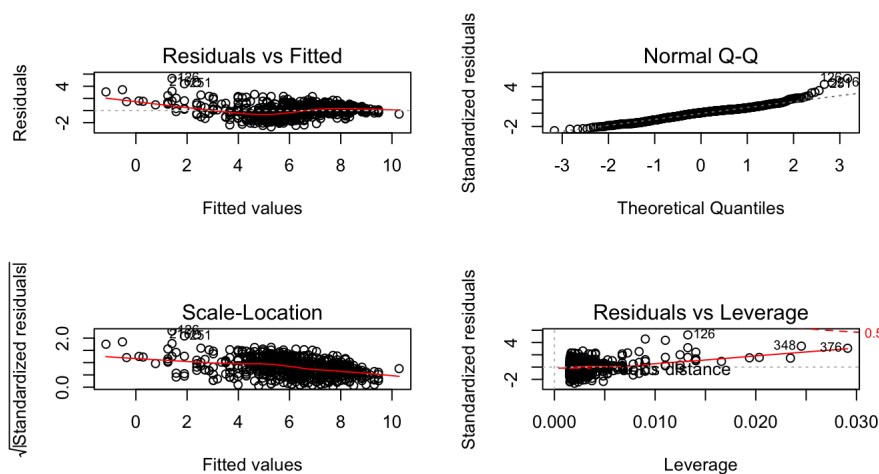 Residuals vs Fitted
Residuals
4
-2
126
0 2 4 6 8 10
Fitted values
Normal Q-Q
Standardized residuals
4
-2
-3 -2 -1 0 1 2 3
Theoretical Quantiles
Scale-Location
√|Standardized residuals|
2.0
0.0
0 2 4 6 8 10
Fitted values
Residuals vs Leverage
Standardized residuals
4
-2
126
348
376
0.5
distance
0.000 0.010 0.020 0.030
Leverage